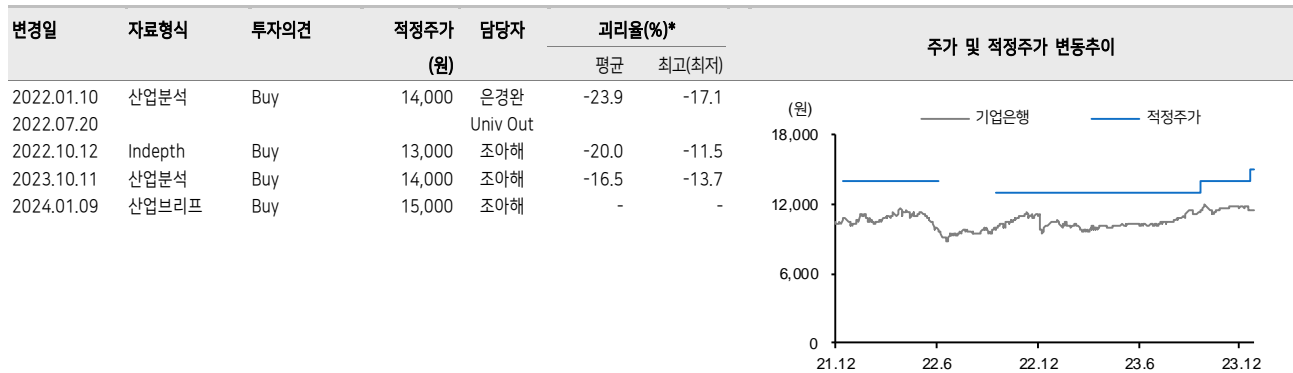 변경일 자료형식 투자의견 적정주가 담당자 괴리율(%)* 주가 및 적정주가 변동추이
(원) 평균 최고(최저)
2022.01.10 산업분석 Buy 14,000 은경완 -23.9 -17.1
2022.07.20 Univ Out
2022.10.12 Indepth Buy 13,000 조아해 -20.0 -11.5
2023.10.11 산업분석 Buy 14,000 조아해 -16.5 -13.7
2024.01.09 산업브리프 Buy 15,000 조아해 - -
(원) 기업은행 적정주가
18,000
12,000
6,000
0
21.12 22.6 22.12 23.6 23.12